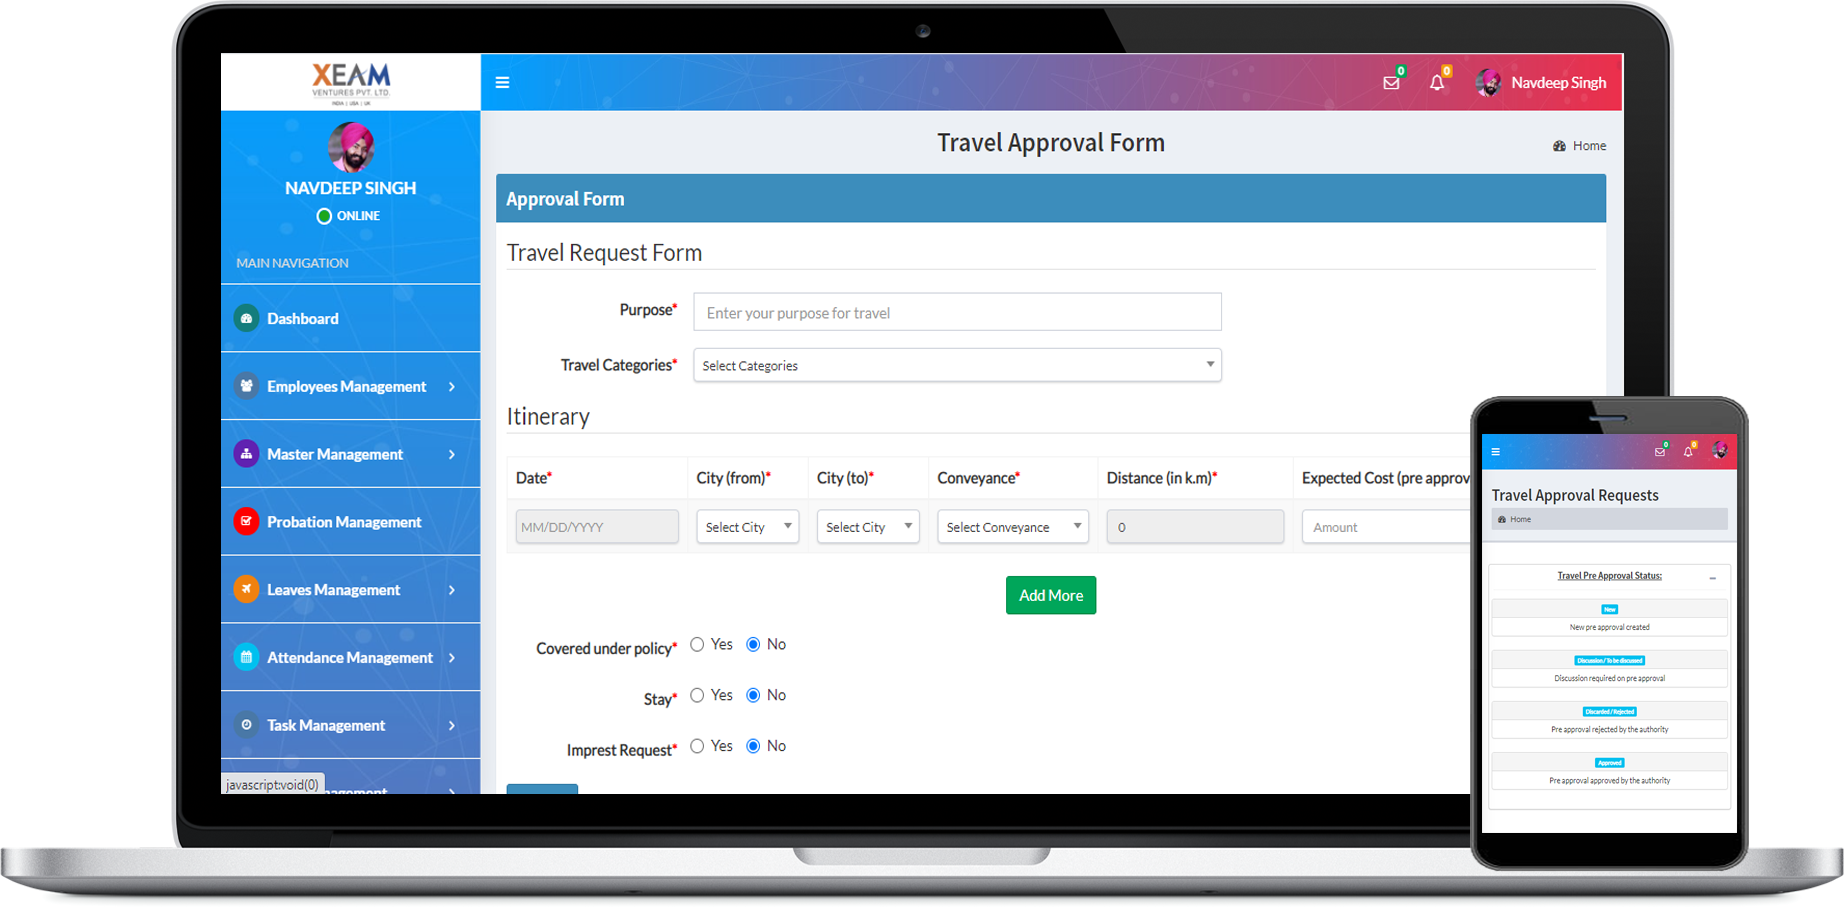 XEAM
VENTURES PVT. LTD.
INDIA | USA | UK
0
0
Navdeep Singh
NAVDEEP SINGH
ONLINE
MAIN NAVIGATION
Dashboard
Employees Management
Master Management
Probation Management
Leaves Management
Attendance Management
Task Management
javascript:void(0)
Travel Approval Form
Home
Approval Form
Travel Request Form
Purpose*
Enter your purpose for travel
Travel Categories*
Select Categories
Itinerary
Date* City (from)* City (to)* Conveyance* Distance (in k.m)* Expected Cost (pre approv
MM/DD/YYYY Select City Select City Select Conveyance 0 Amount
Add More
Covered under policy* Yes No
Stay* Yes No
Imprest Request* Yes No
0
0
Travel Approval Requests
Home
Travel Pre Approval Status:
New
New pre approval created
Discussion / To be discussed
Discussion required on pre approval
Discarded / Rejected
Pre approval rejected by the authority
Approved
Pre approval approved by the authority